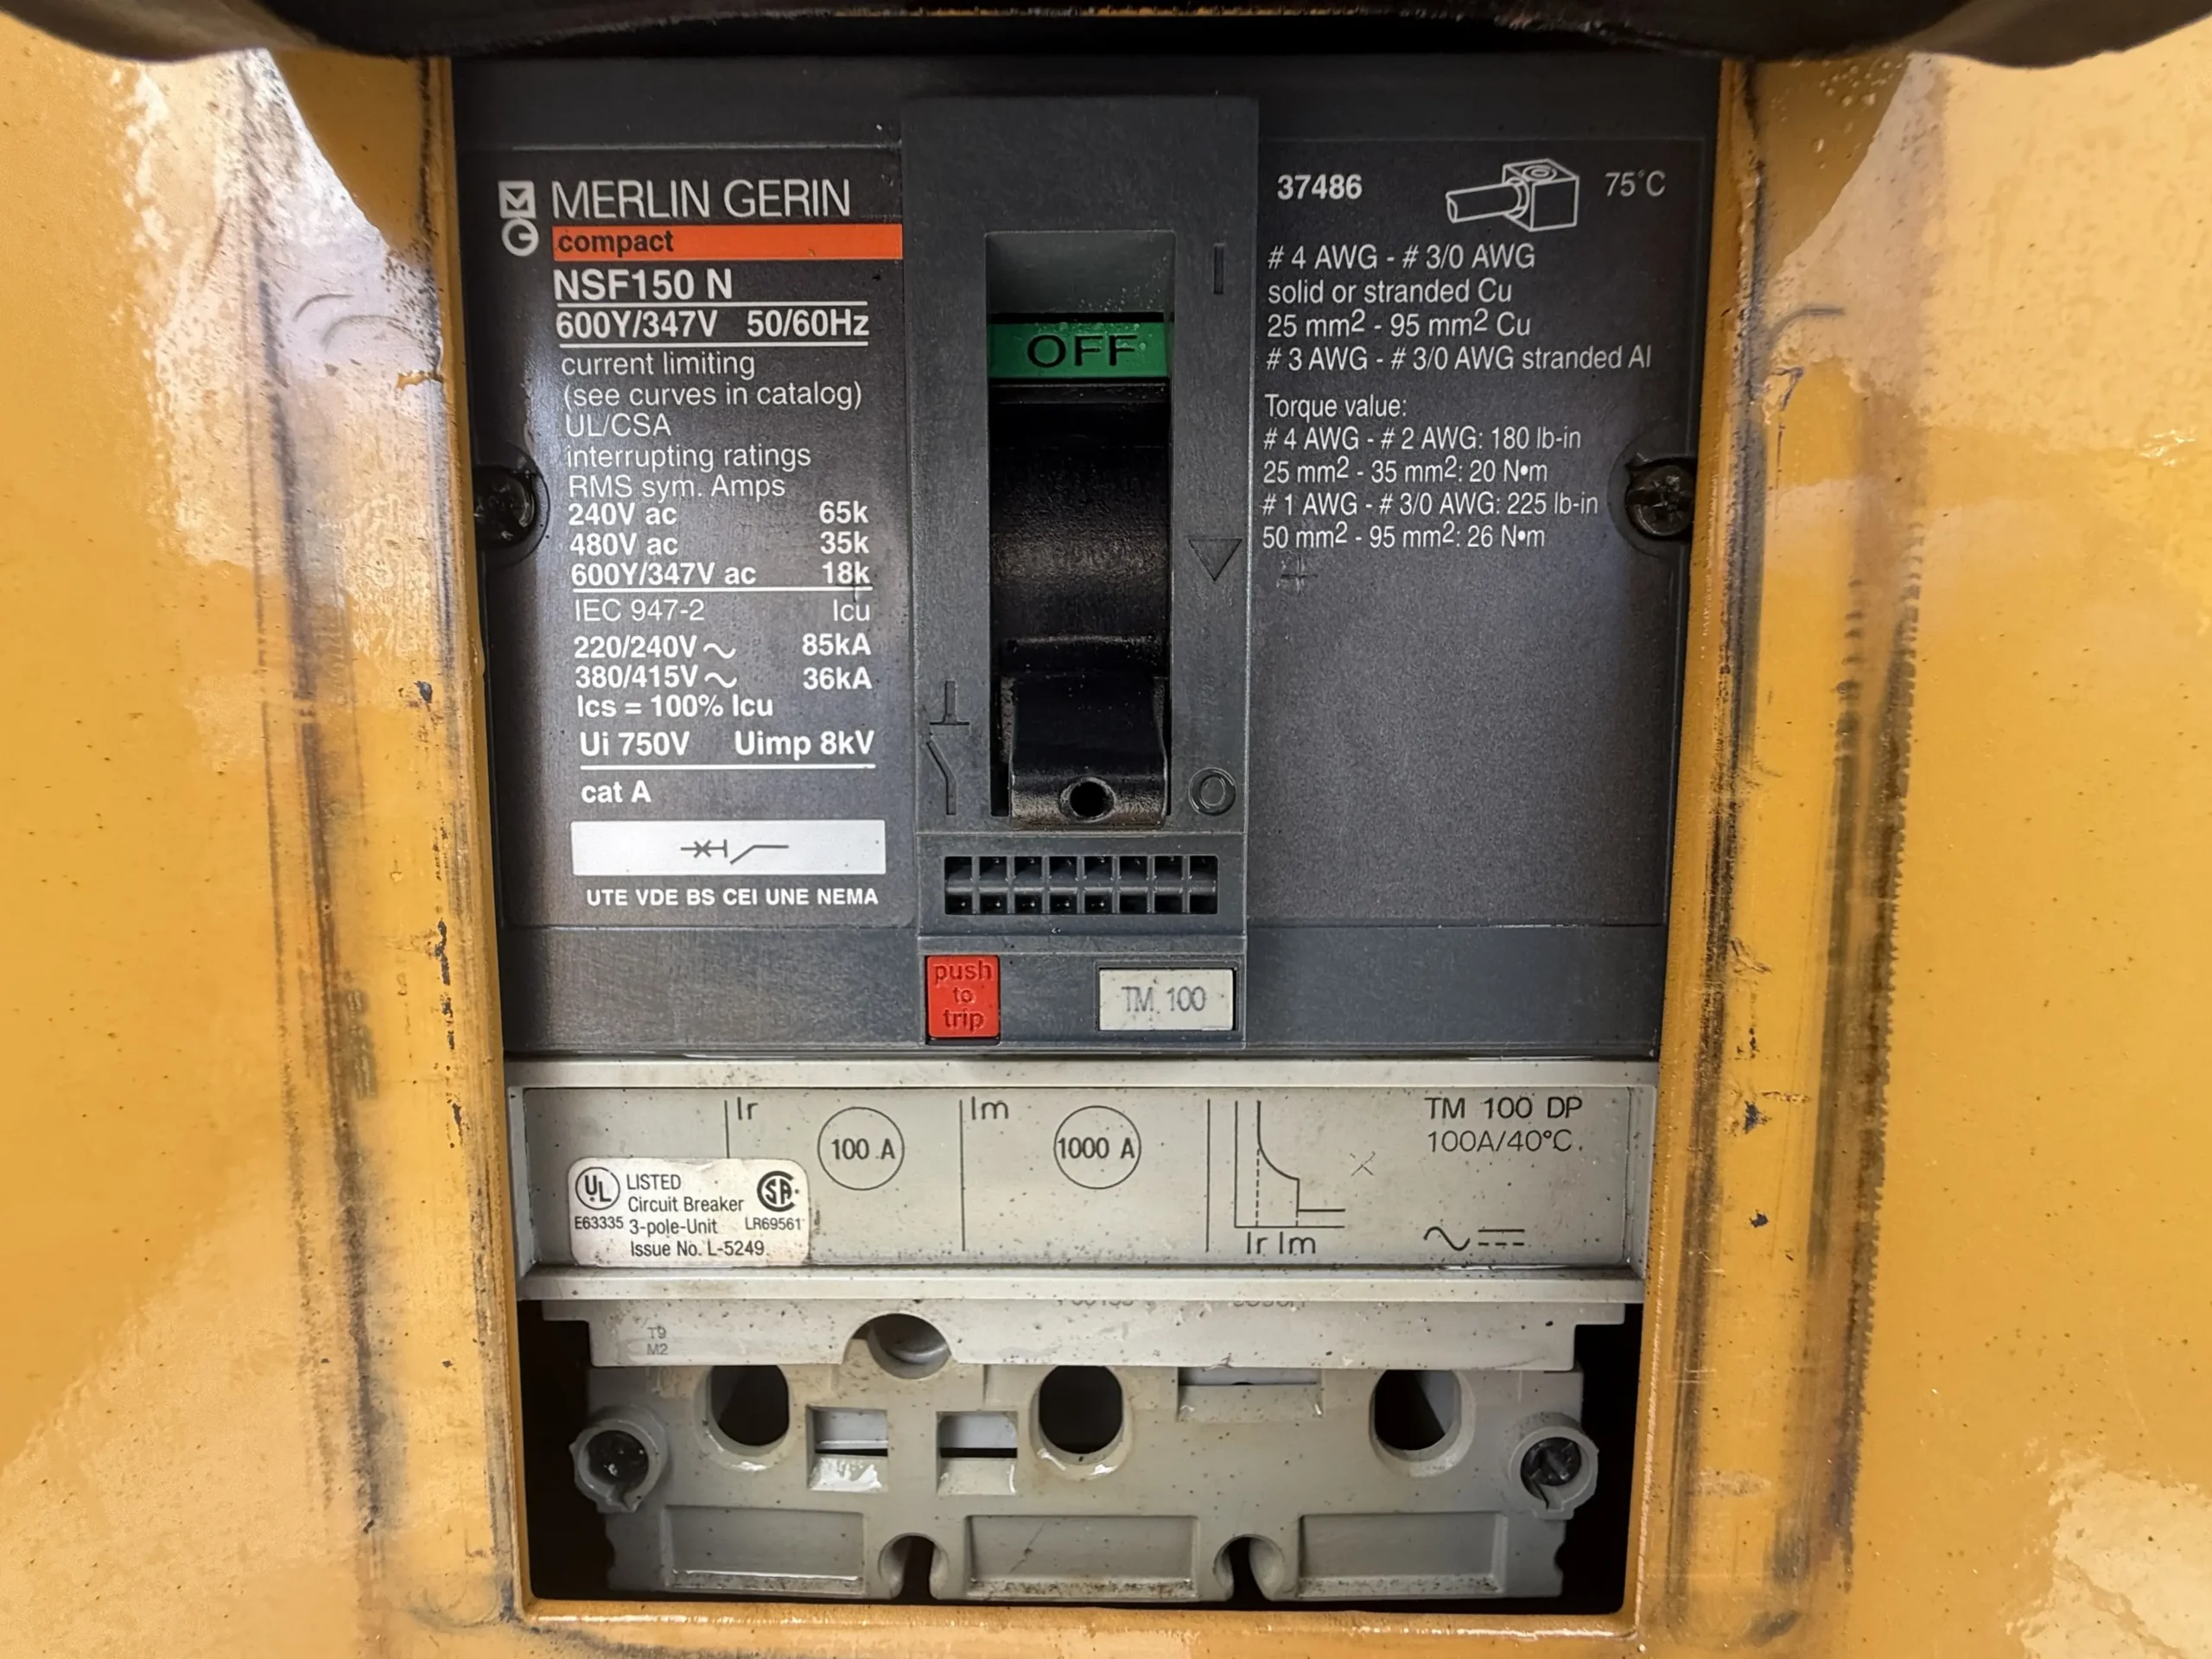 MERLIN GERIN
compact
NSF150 N
600Y/347V 50/60Hz
current limiting
(see curves in catalog)
UL/CSA
interrupting ratings
RMS sym. Amps
240V ac 65k
480V ac 35k
600Y/347V ac 18k
IEC 947-2 Icu
220/240V ~ 85kA
380/415V ~ 36kA
Ics = 100% Icu
Ui 750V Uimp 8kV
cat A
UTE VDE BS CEI UNE NEMA
I
OFF
O
push
to
trip
TM 100
37486 75°C
# 4 AWG - # 3/0 AWG
solid or stranded Cu
25 mm2 - 95 mm2 Cu
# 3 AWG - # 3/0 AWG stranded Al
Torque value:
# 4 AWG - # 2 AWG: 180 lb-in
25 mm2 - 35 mm2: 20 N•m
# 1 AWG - # 3/0 AWG: 225 lb-in
50 mm2 - 95 mm2: 26 N•m
Ir
100 A
Im
1000 A
Ir Im
TM 100 DP
100A/40°C.
UL LISTED SA
Circuit Breaker
E63335 3-pole-Unit LR69561
Issue No. L-5249
T9
M2